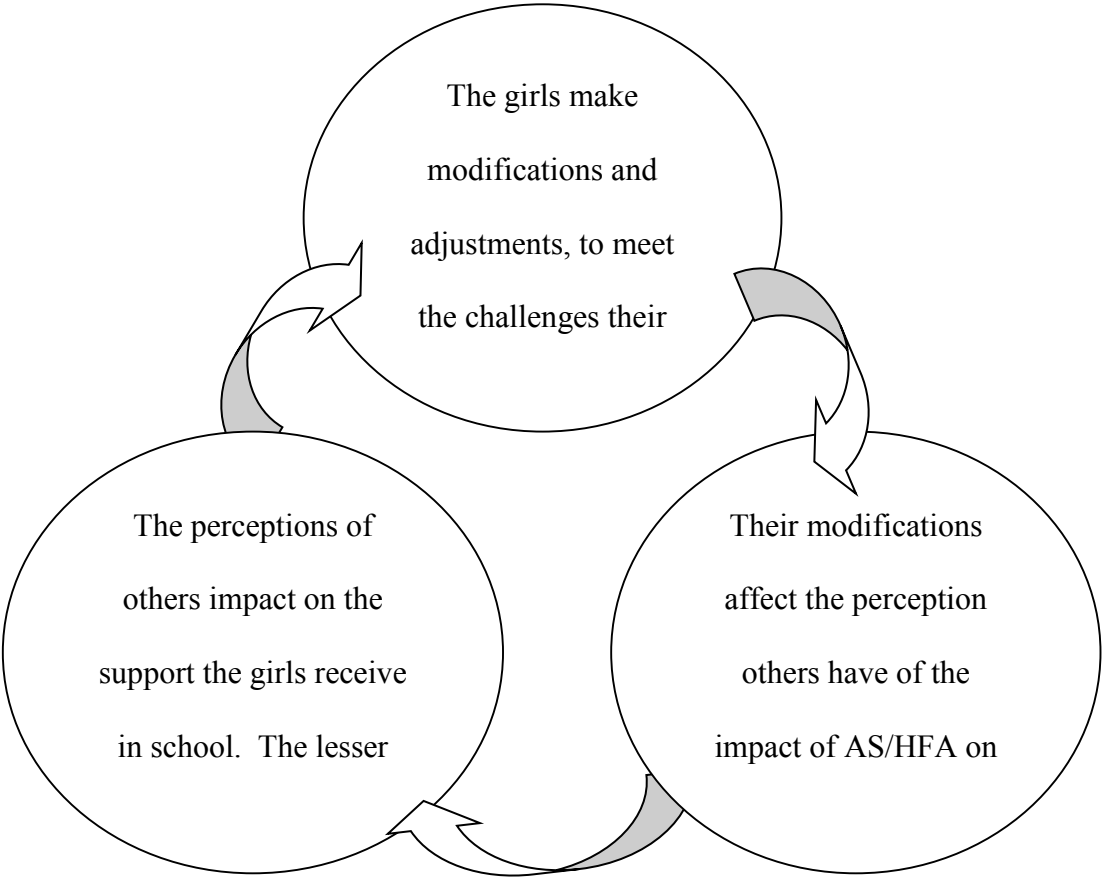 The girls make
modifications and
adjustments, to meet
the challenges their
The perceptions of
others impact on the
support the girls receive
in school.  The lesser
Their modifications
affect the perception
others have of the
impact of AS/HFA on